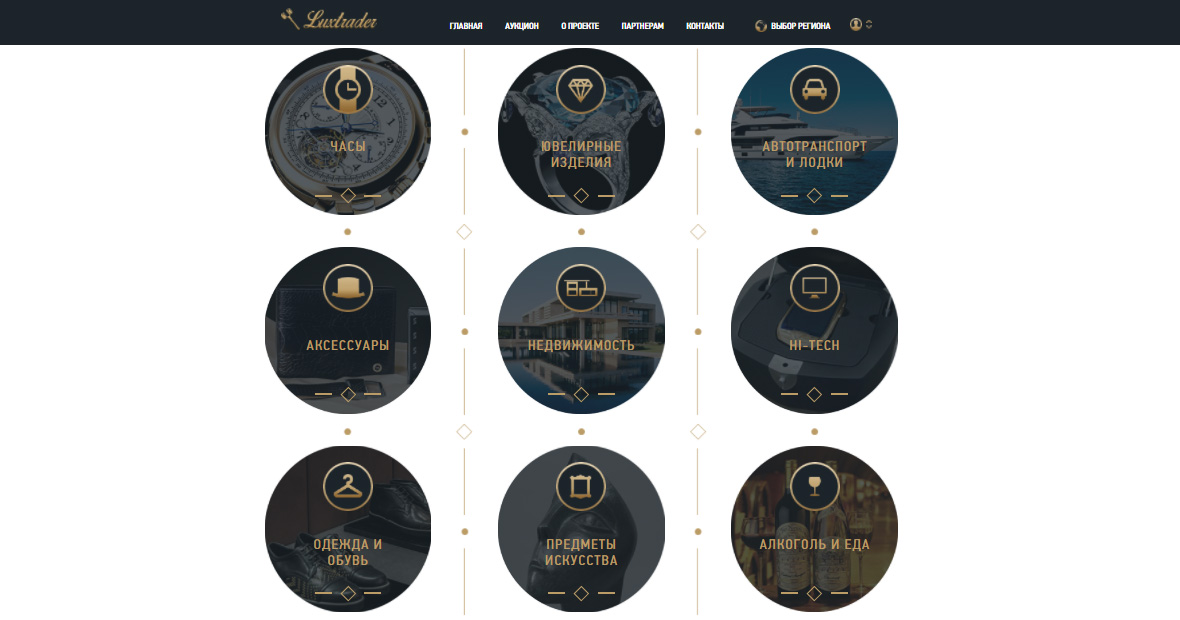 Luxtrader
ГЛАВНАЯ АУКЦИОН О ПРОЕКТЕ ПАРТНЕРАМ КОНТАКТЫ ВЫБОР РЕГИОНА
ЧАСЫ
ЮВЕЛИРНЫЕ
ИЗДЕЛИЯ
АВТОТРАНСПОРТ
И ЛОДКИ
АКСЕССУАРЫ
НЕДВИЖИМОСТЬ
HI-TECH
ОДЕЖДА И
ОБУВЬ
ПРЕДМЕТЫ
ИСКУССТВА
АЛКОГОЛЬ И ЕДА